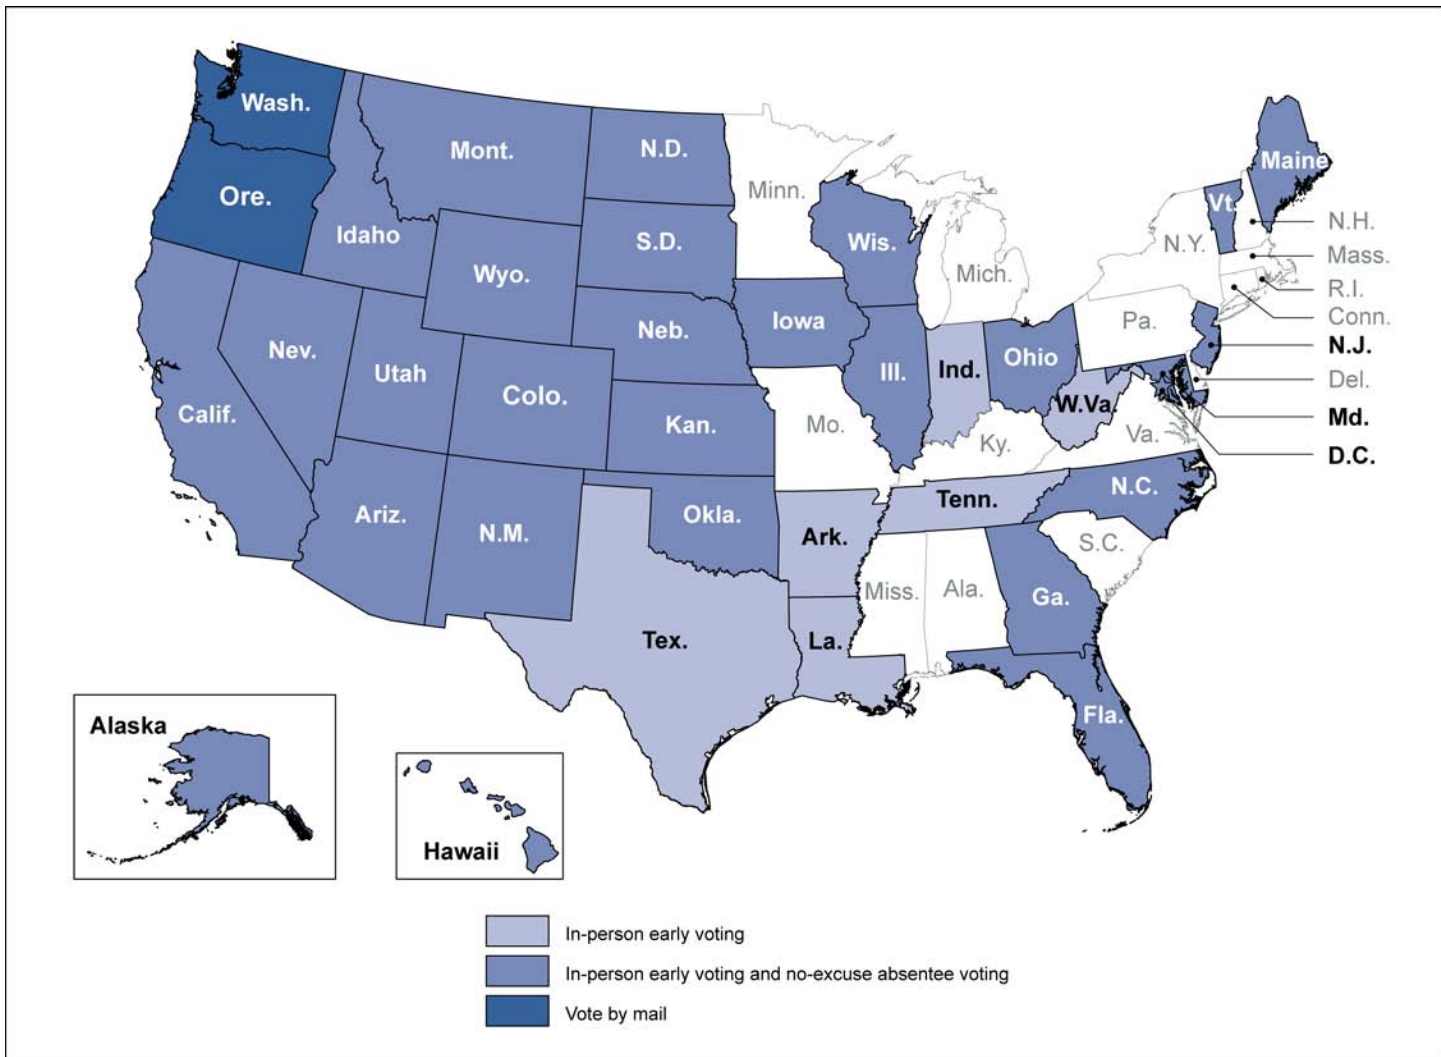 Wash.
Mont.
N.D.
Minn.
Maine
Ore.
Vt.
N.H.
Idaho
S.D.
Wis.
N.Y.
Mass.
Wyo.
Mich.
R.I.
Conn.
Neb.
Iowa
Pa.
N.J.
Nev.
Utah
Colo.
Ill.
Ind.
Ohio
Del.
Calif.
Kan.
Mo.
W.Va.
Md.
Ky.
Va.
D.C.
Ariz.
N.M.
Okla.
Tenn.
N.C.
Ark.
S.C.
Miss.
Ala.
Ga.
Tex.
La.
Fla.
Alaska
Hawaii
In-person early voting
In-person early voting and no-excuse absentee voting
Vote by mail